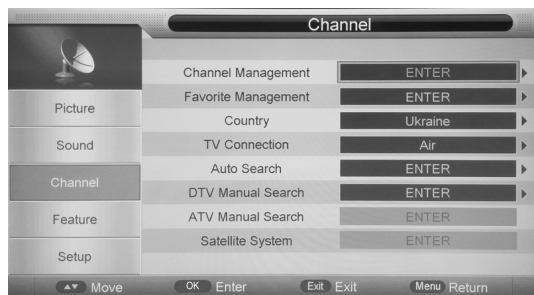 Channel
Channel Management ENTER
Favorite Management ENTER
Country Ukraine
TV Connection Air
Auto Search ENTER
DTV Manual Search ENTER
ATV Manual Search ENTER
Satellite System ENTER
Picture
Sound
Channel
Feature
Setup
Move OK Enter Exit Exit Menu Return